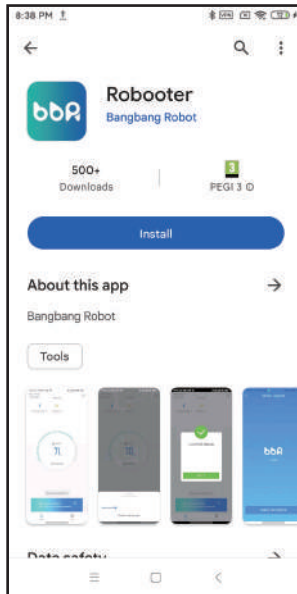 8:38 PM
bbR
Robooter
Bangbang Robot
500+
Downloads
3
PEGI 3
Install
About this app
Bangbang Robot
Tools
bbR
Data safety